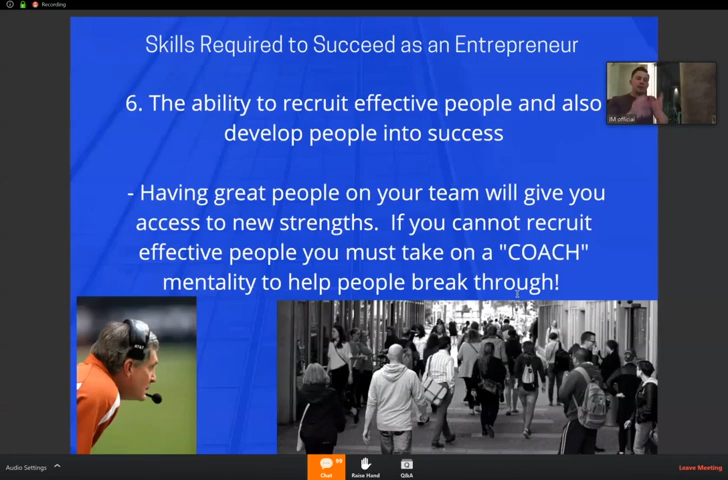 Recording
Skills Required to Succeed as an Entrepreneur
6. The ability to recruit effective people and also
develop people into success
IM official
- Having great people on your team will give you
access to new strengths.  If you cannot recruit
effective people you must take on a "COACH"
mentality to help people break through!
Audio Settings
Chat
Raise Hand
Q&A
Leave Meeting